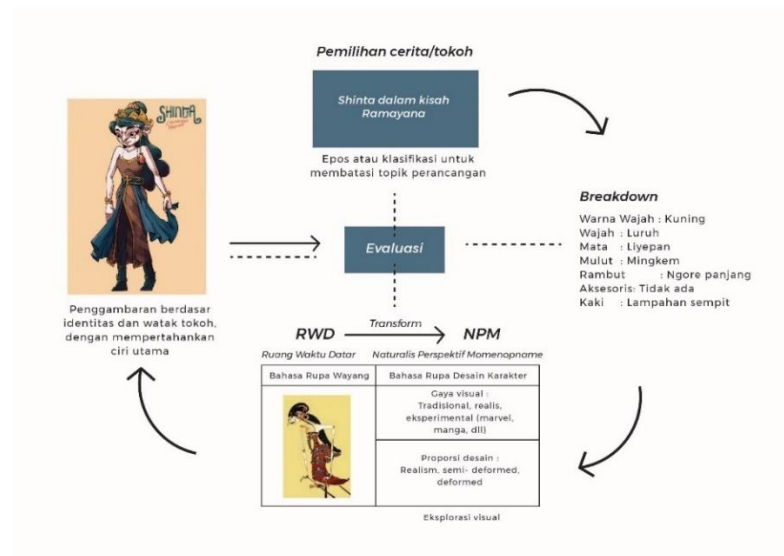 Pemilihan cerita/tokoh
Shinta dalam kisah
Ramayana
Epos atau klasifikasi untuk
membatasi topik perancangan
Breakdown
Warna Wajah : Kuning
Wajah : Luruh
Mata : Liyepan
Mulut : Mingkem
Rambut : Ngore panjang
Aksesoris: Tidak ada
Kaki : Lampahan sempit
Evaluasi
SHINTA
Penggambaran berdasar
identitas dan watak tokoh,
dengan mempertahankan
ciri utama
RWD Transform NPM
Ruang Waktu Datar Naturalis Perspektif Momenopname
Bahasa Rupa Wayang Bahasa Rupa Desain Karakter
Gaya visual :
Tradisional, realis,
eksperimental (marvel,
manga, dll)
Proporsi desain :
Realism, semi- deformed,
deformed
Eksplorasi visual